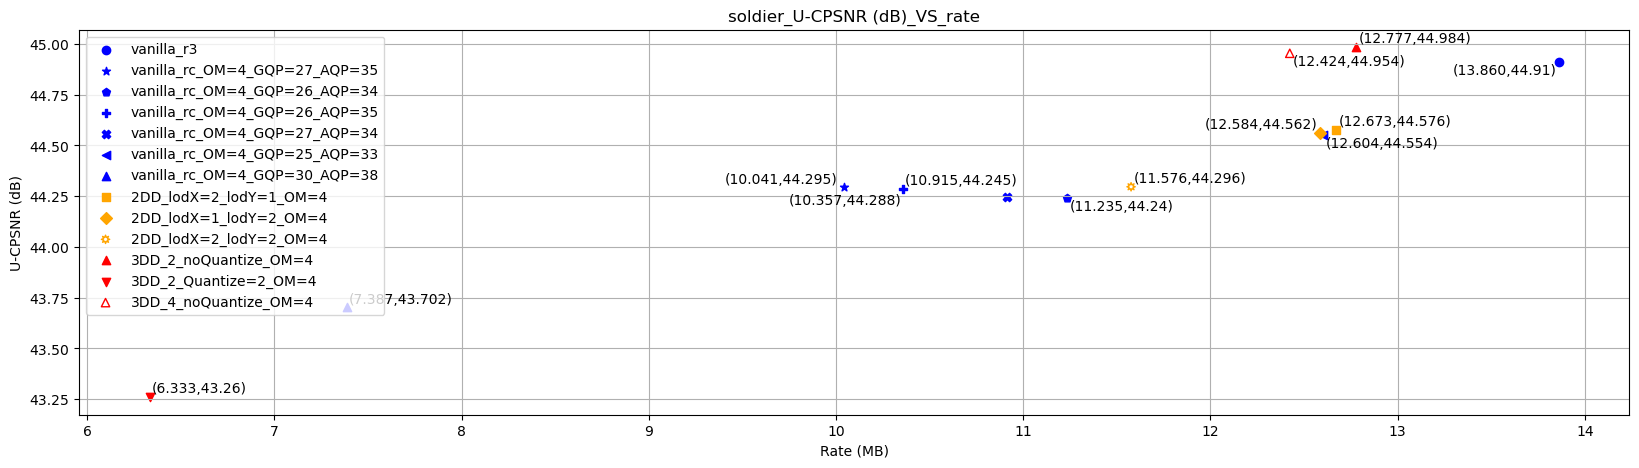 soldier_U-CPSNR (dB)_VS_rate
U-CPSNR (dB)
45.00
44.75
44.50
44.25
44.00
43.75
43.50
43.25
vanilla_r3
vanilla_rc_OM=4_GQP=27_AQP=35
vanilla_rc_OM=4_GQP=26_AQP=34
vanilla_rc_OM=4_GQP=26_AQP=35
vanilla_rc_OM=4_GQP=27_AQP=34
vanilla_rc_OM=4_GQP=25_AQP=33
vanilla_rc_OM=4_GQP=30_AQP=38
2DD_lodX=2_lodY=1_OM=4
2DD_lodX=1_lodY=2_OM=4
2DD_lodX=2_lodY=2_OM=4
3DD_2_noQuantize_OM=4
3DD_2_Quantize=2_OM=4
3DD_4_noQuantize_OM=4
(12.777,44.984)
(12.424,44.954)
(13.860,44.91)
(12.584,44.562)
(12.673,44.576)
(12.604,44.554)
(10.041,44.295)
(10.915,44.245)
(10.357,44.288)
(11.576,44.296)
(11.235,44.24)
(7.387,43.702)
(6.333,43.26)
6
7
8
9
10
11
12
13
14
Rate (MB)